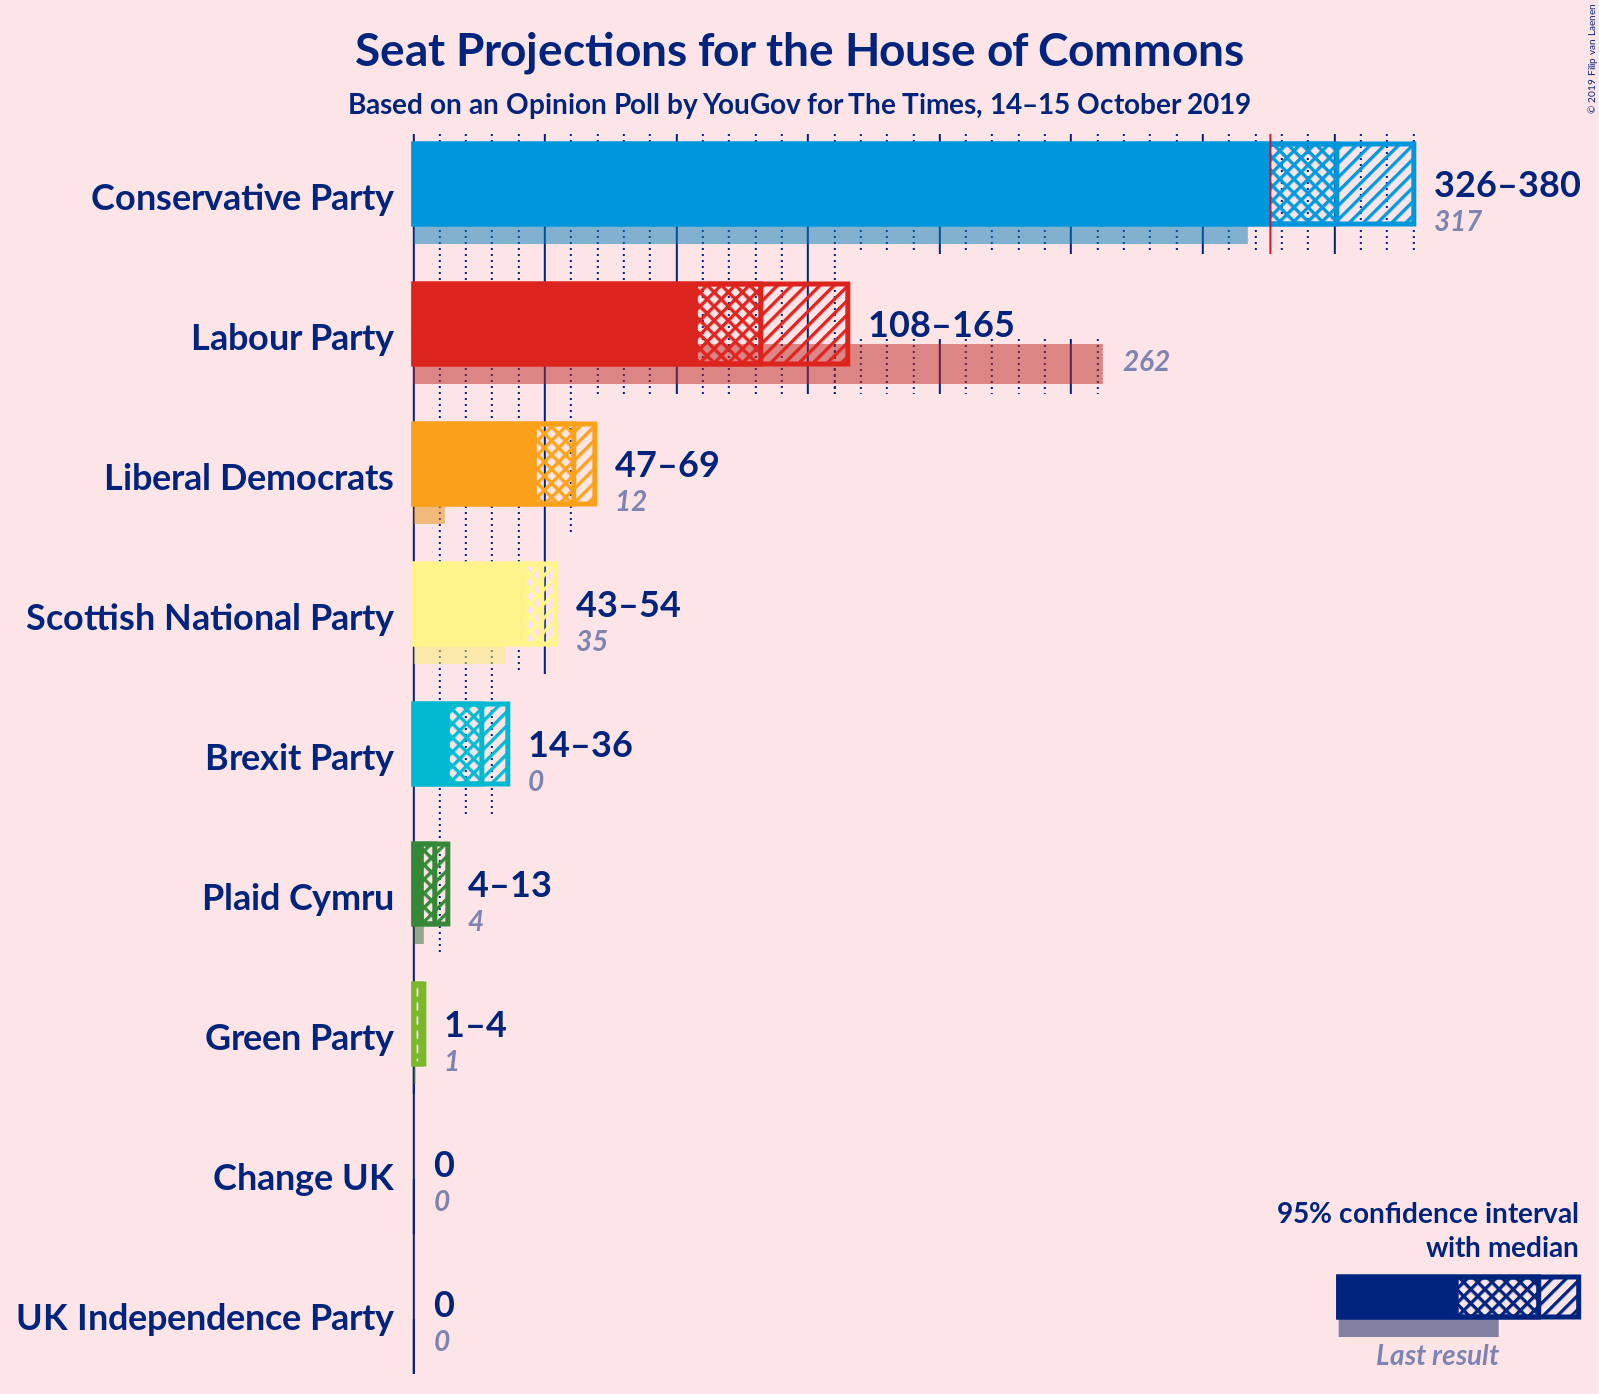 Seat Projections for the House of Commons
Based on an Opinion Poll by YouGov for The Times, 14–15 October 2019
© 2019 Filip van Laenen
Conservative Party
326–380
317
Labour Party
108–165
262
Liberal Democrats
47–69
12
Scottish National Party
43–54
35
Brexit Party
14–36
0
Plaid Cymru
4–13
4
Green Party
1–4
1
Change UK
0
0
UK Independence Party
0
0
95% confidence interval
with median
Last result